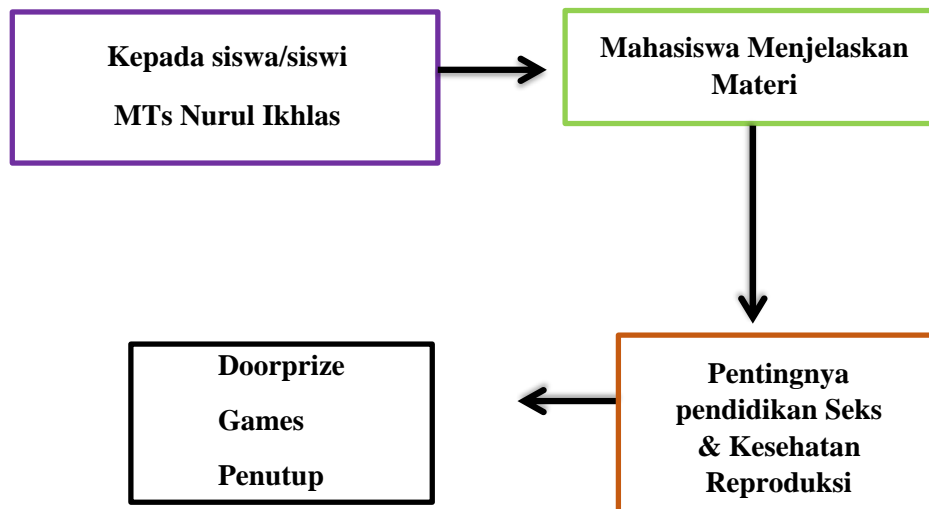 Kepada siswa/siswi
MTs Nurul Ikhlas
Mahasiswa Menjelaskan
Materi
Pentingnya
pendidikan Seks
& Kesehatan
Reproduksi
Doorprize
Games
Penutup